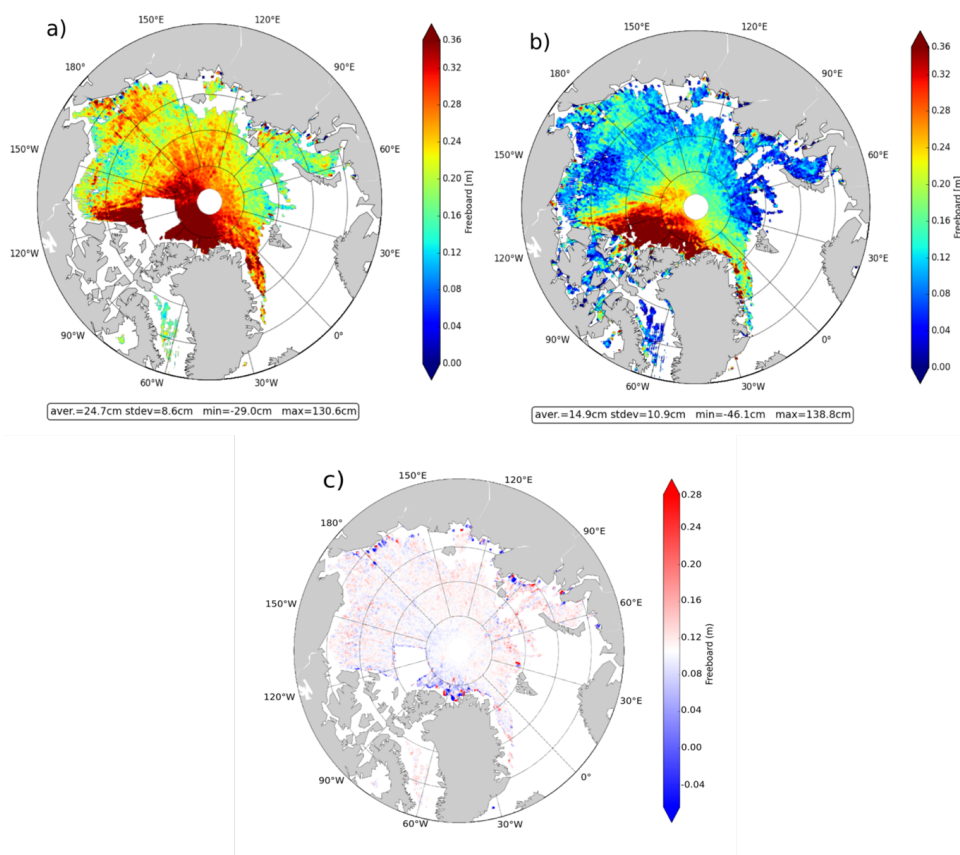 a)
150°E
120°E
180°
90°E
150°W
60°E
120°W
30°E
90°W
0°
60°W
30°W
0.36
0.32
0.28
0.24
0.20
0.16
0.12
0.08
0.04
0.00
Freeboard [m]
aver.=24.7cm stdev=8.6cm min=-29.0cm max=130.6cm
b)
150°E
120°E
180°
90°E
150°W
60°E
120°W
30°E
90°W
0°
60°W
30°W
0.36
0.32
0.28
0.24
0.20
0.16
0.12
0.08
0.04
0.00
Freeboard [m]
aver.=14.9cm stdev=10.9cm min=-46.1cm max=138.8cm
c)
150°E
120°E
180°
90°E
150°W
60°E
120°W
30°E
90°W
0°
60°W
30°W
0.28
0.24
0.20
0.16
0.12
0.08
0.04
0.00
-0.04
Freeboard (m)